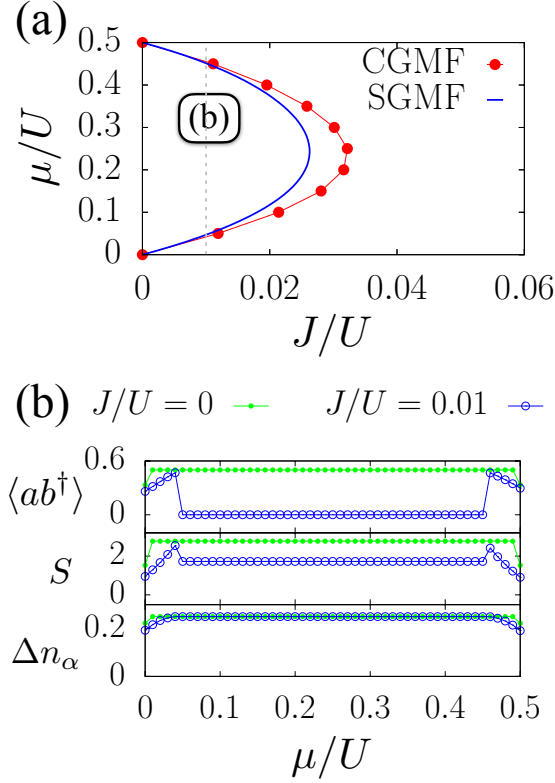 (a)
0.5
0.4
0.3
0.2
0.1
0
μ/U
CGMF
SGMF
(b)
0 0.02 0.04 0.06
J/U
(b)
J/U = 0 J/U = 0.01
0.6
⟨ab†⟩
0
2
S
0
0.2
Δnα
0
0 0.1 0.2 0.3 0.4 0.5
μ/U